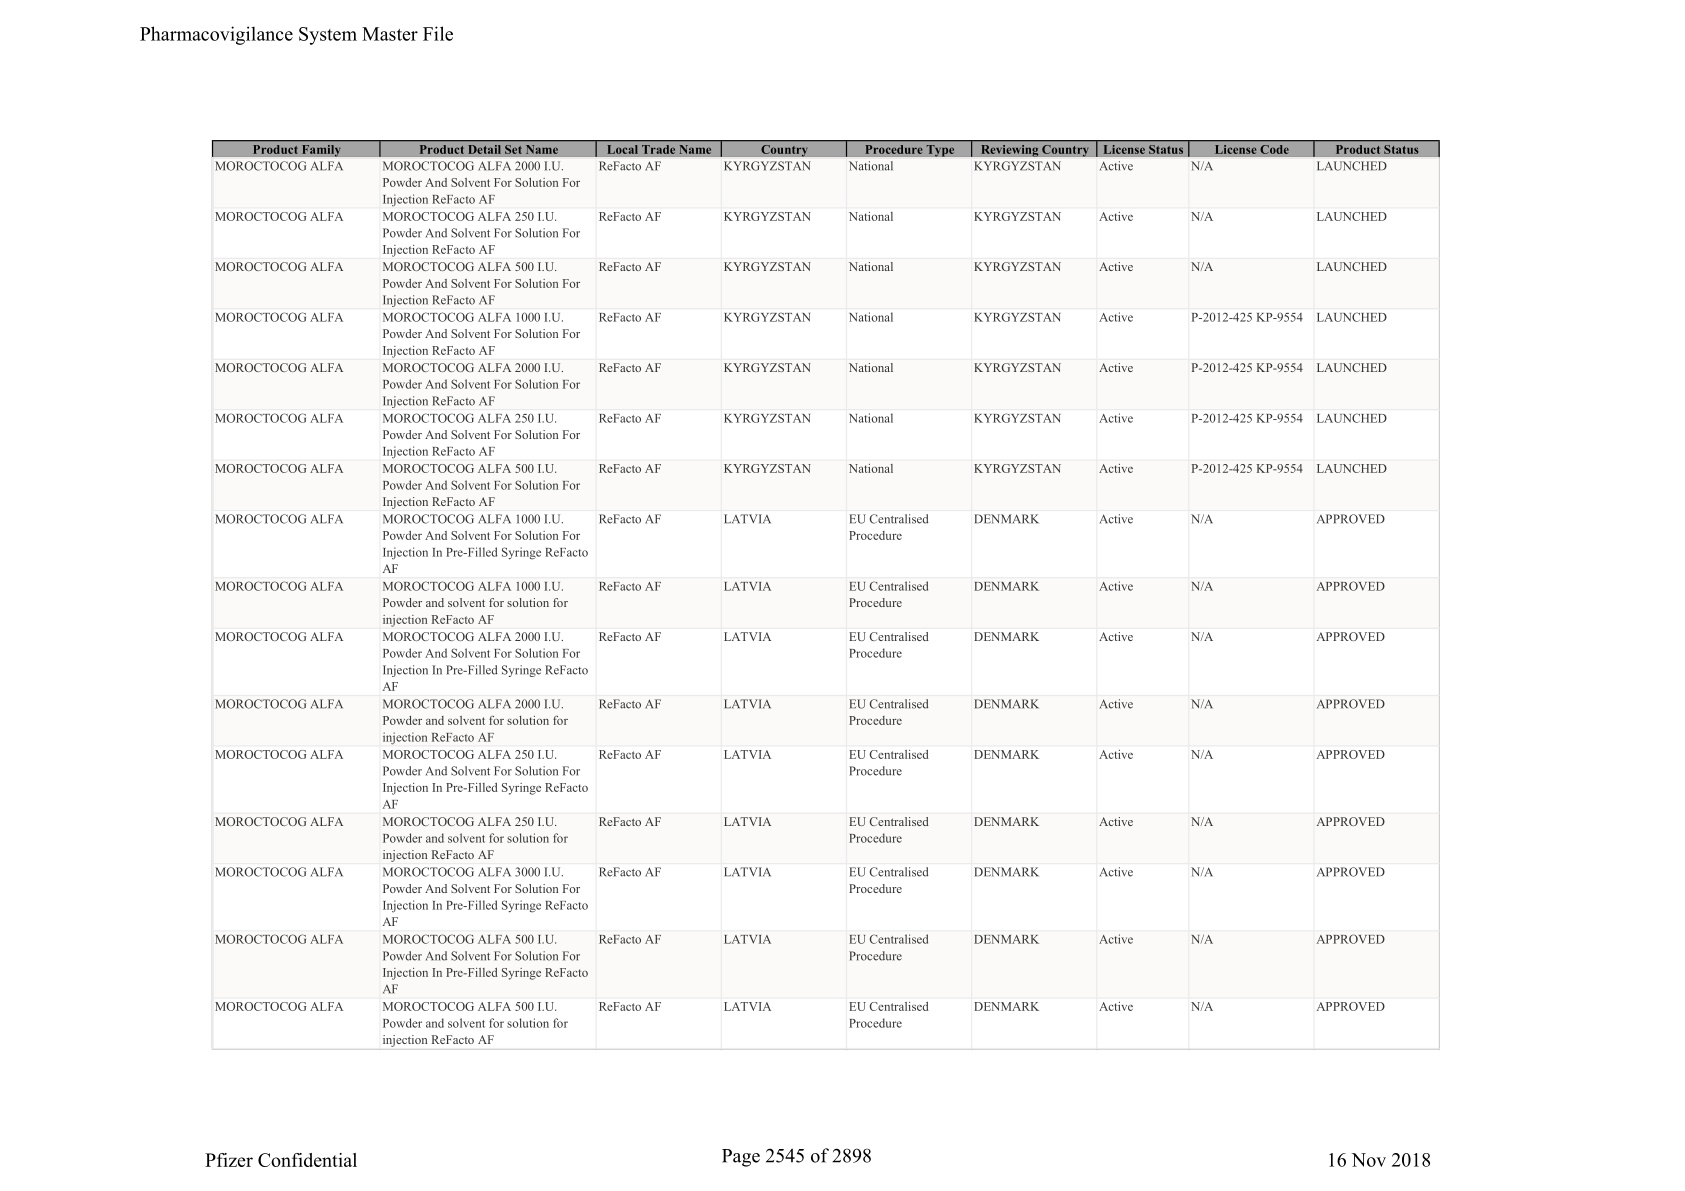 Pharmacovigilance System Master File
Product Family Product Detail Set Name Local Trade Name Country Procedure Type Reviewing Country License Status License Code Product Status
MOROCTOCOG ALFA MOROCTOCOG ALFA 2000 I.U. ReFacto AF KYRGYZSTAN National KYRGYZSTAN Active N/A LAUNCHED
Powder And Solvent For Solution For
Injection ReFacto AF
MOROCTOCOG ALFA MOROCTOCOG ALFA 250 I.U. ReFacto AF KYRGYZSTAN National KYRGYZSTAN Active N/A LAUNCHED
Powder And Solvent For Solution For
Injection ReFacto AF
MOROCTOCOG ALFA MOROCTOCOG ALFA 500 I.U. ReFacto AF KYRGYZSTAN National KYRGYZSTAN Active N/A LAUNCHED
Powder And Solvent For Solution For
Injection ReFacto AF
MOROCTOCOG ALFA MOROCTOCOG ALFA 1000 I.U. ReFacto AF KYRGYZSTAN National KYRGYZSTAN Active P-2012-425 KP-9554 LAUNCHED
Powder And Solvent For Solution For
Injection ReFacto AF
MOROCTOCOG ALFA MOROCTOCOG ALFA 2000 I.U. ReFacto AF KYRGYZSTAN National KYRGYZSTAN Active P-2012-425 KP-9554 LAUNCHED
Powder And Solvent For Solution For
Injection ReFacto AF
MOROCTOCOG ALFA MOROCTOCOG ALFA 250 I.U. ReFacto AF KYRGYZSTAN National KYRGYZSTAN Active P-2012-425 KP-9554 LAUNCHED
Powder And Solvent For Solution For
Injection ReFacto AF
MOROCTOCOG ALFA MOROCTOCOG ALFA 500 I.U. ReFacto AF KYRGYZSTAN National KYRGYZSTAN Active P-2012-425 KP-9554 LAUNCHED
Powder And Solvent For Solution For
Injection ReFacto AF
MOROCTOCOG ALFA MOROCTOCOG ALFA 1000 I.U. ReFacto AF LATVIA EU Centralised DENMARK Active N/A APPROVED
Powder And Solvent For Solution For Procedure
Injection In Pre-Filled Syringe ReFacto
AF
MOROCTOCOG ALFA MOROCTOCOG ALFA 1000 I.U. ReFacto AF LATVIA EU Centralised DENMARK Active N/A APPROVED
Powder and solvent for solution for Procedure
injection ReFacto AF
MOROCTOCOG ALFA MOROCTOCOG ALFA 2000 I.U. ReFacto AF LATVIA EU Centralised DENMARK Active N/A APPROVED
Powder And Solvent For Solution For Procedure
Injection In Pre-Filled Syringe ReFacto
AF
MOROCTOCOG ALFA MOROCTOCOG ALFA 2000 I.U. ReFacto AF LATVIA EU Centralised DENMARK Active N/A APPROVED
Powder and solvent for solution for Procedure
injection ReFacto AF
MOROCTOCOG ALFA MOROCTOCOG ALFA 250 I.U. ReFacto AF LATVIA EU Centralised DENMARK Active N/A APPROVED
Powder And Solvent For Solution For Procedure
Injection In Pre-Filled Syringe ReFacto
AF
MOROCTOCOG ALFA MOROCTOCOG ALFA 250 I.U. ReFacto AF LATVIA EU Centralised DENMARK Active N/A APPROVED
Powder and solvent for solution for Procedure
injection ReFacto AF
MOROCTOCOG ALFA MOROCTOCOG ALFA 3000 I.U. ReFacto AF LATVIA EU Centralised DENMARK Active N/A APPROVED
Powder And Solvent For Solution For Procedure
Injection In Pre-Filled Syringe ReFacto
AF
MOROCTOCOG ALFA MOROCTOCOG ALFA 500 I.U. ReFacto AF LATVIA EU Centralised DENMARK Active N/A APPROVED
Powder And Solvent For Solution For Procedure
Injection In Pre-Filled Syringe ReFacto
AF
MOROCTOCOG ALFA MOROCTOCOG ALFA 500 I.U. ReFacto AF LATVIA EU Centralised DENMARK Active N/A APPROVED
Powder and solvent for solution for Procedure
injection ReFacto AF
Pfizer Confidential Page 2545 of 2898 16 Nov 2018